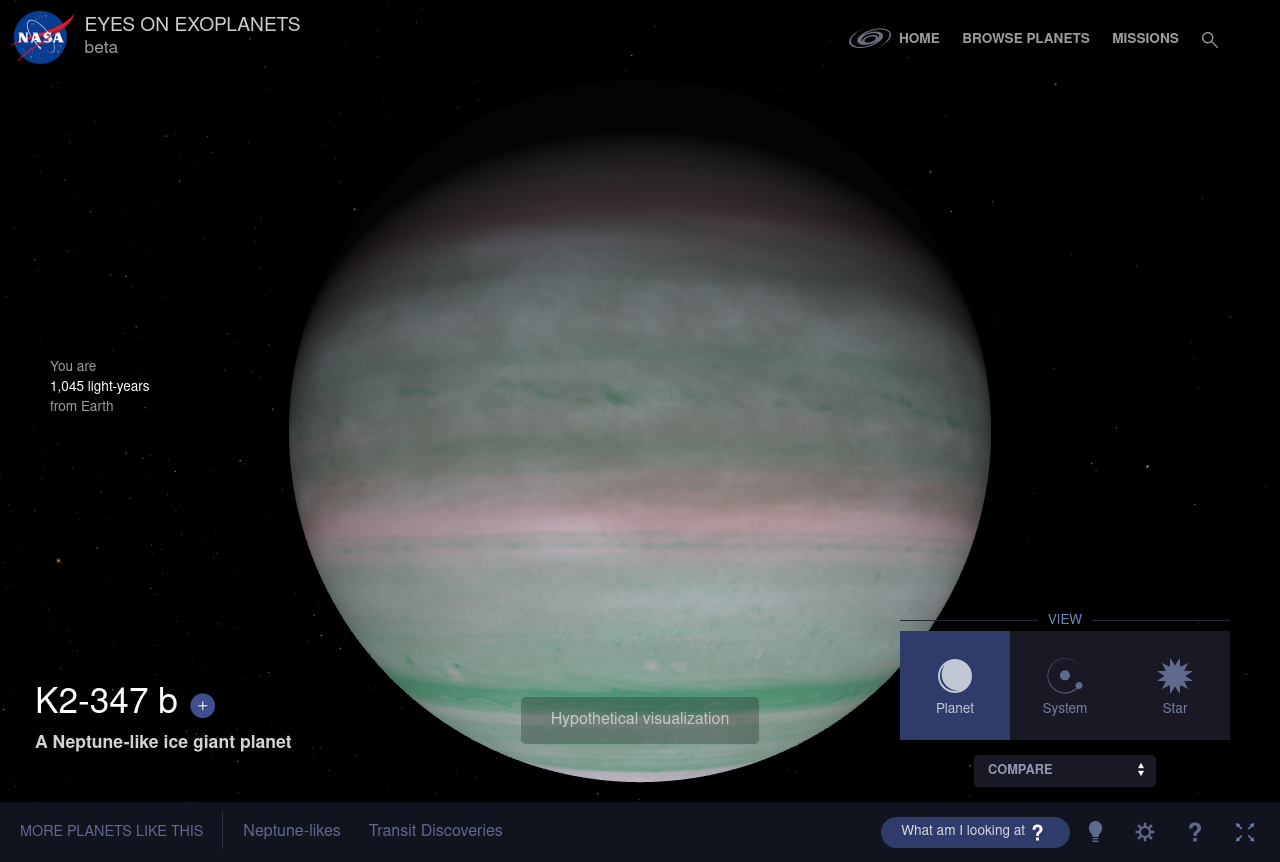 NASA
EYES ON EXOPLANETS
beta
HOME
BROWSE PLANETS
MISSIONS
You are
1,045 light-years
from Earth
K2-347 b +
A Neptune-like ice giant planet
Hypothetical visualization
VIEW
Planet
System
Star
COMPARE
MORE PLANETS LIKE THIS
Neptune-likes
Transit Discoveries
What am I looking at ?
?